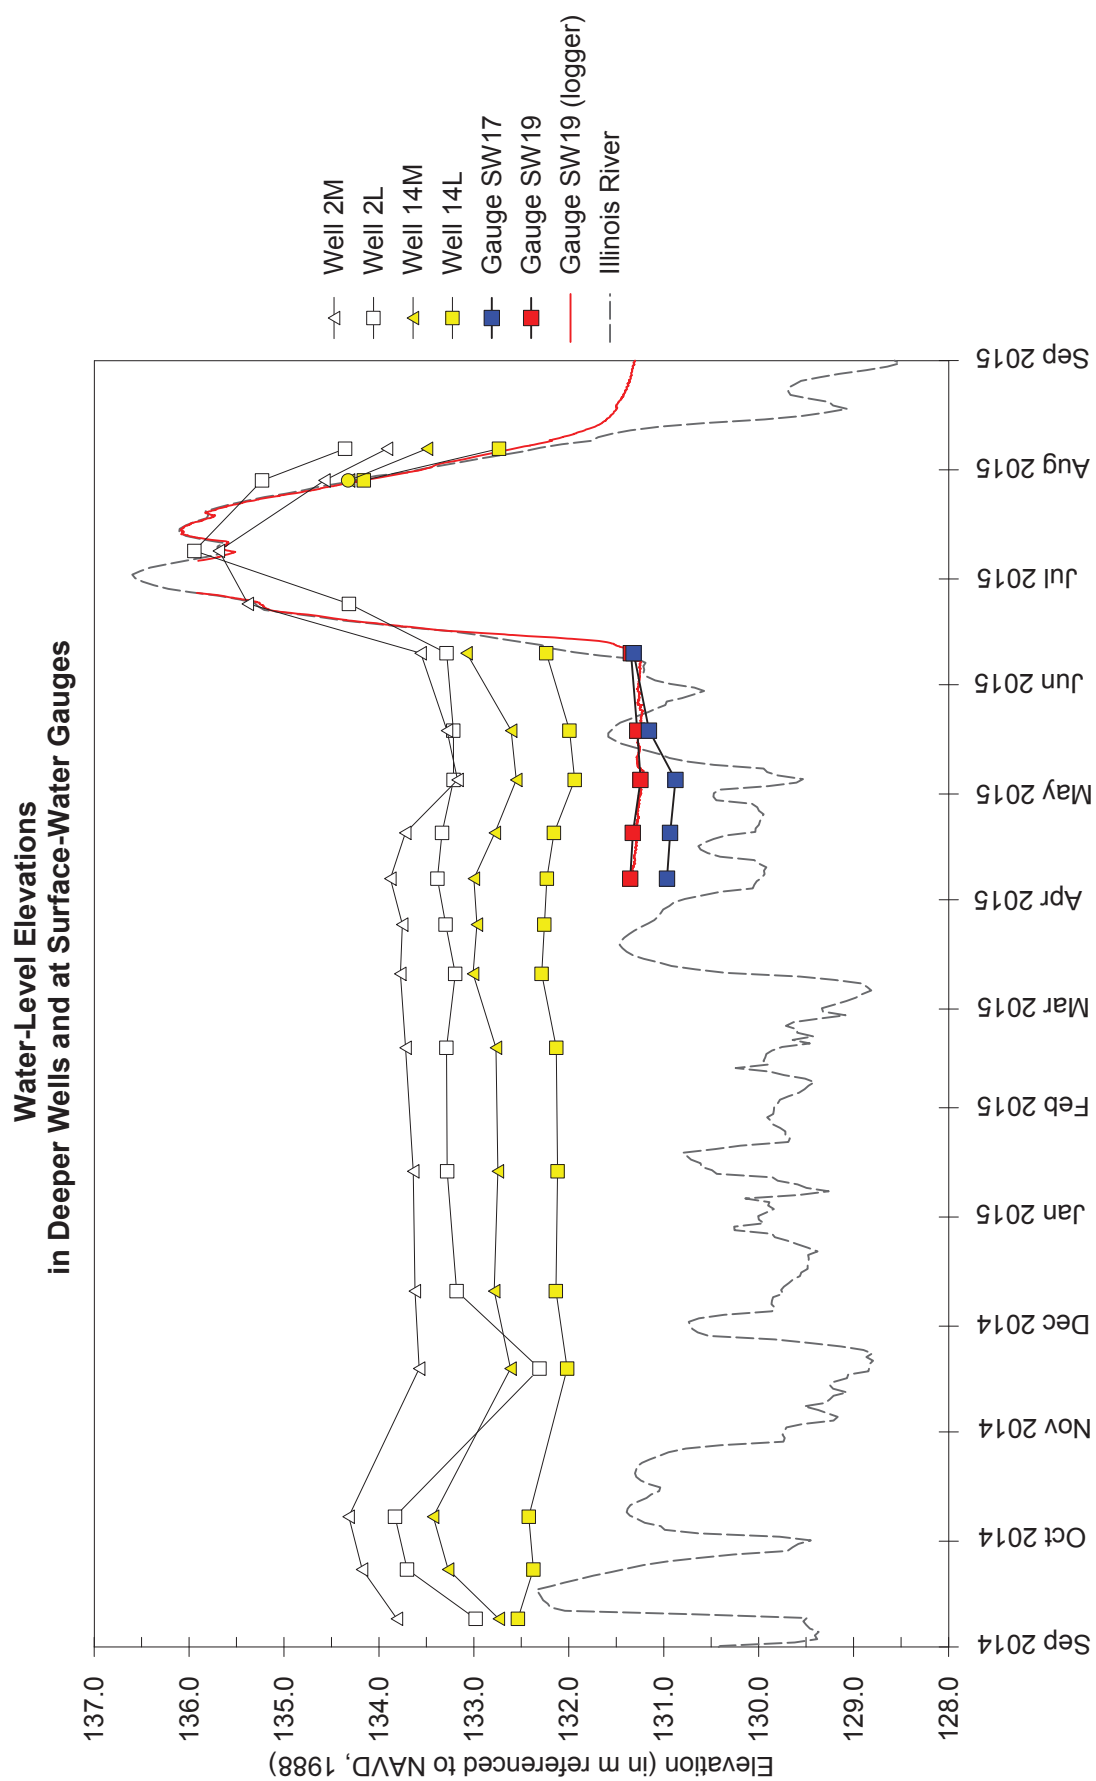 Water-Level Elevations
in Deeper Wells and at Surface-Water Gauges
Elevation (in m referenced to NAVD, 1988)
137.0
136.0
135.0
134.0
133.0
132.0
131.0
130.0
129.0
128.0
Sep 2014
Oct 2014
Nov 2014
Dec 2014
Jan 2015
Feb 2015
Mar 2015
Apr 2015
May 2015
Jun 2015
Jul 2015
Aug 2015
Sep 2015
Well 2M
Well 2L
Well 14M
Well 14L
Gauge SW17
Gauge SW19
Gauge SW19 (logger)
Illinois River